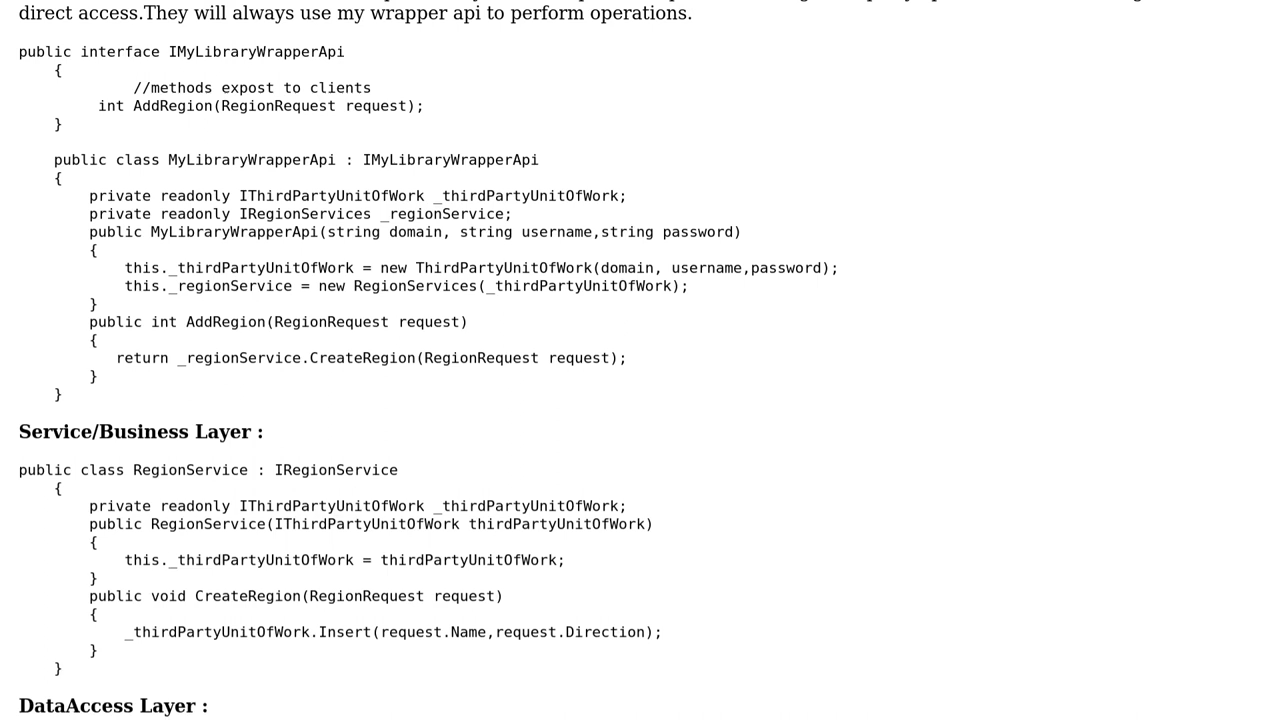 direct access.They will always use my wrapper api to perform operations.
public interface IMyLibraryWrapperApi
{
//methods expost to clients
int AddRegion(RegionRequest request);
}
public class MyLibraryWrapperApi : IMyLibraryWrapperApi
{
private readonly IThirdPartyUnitOfWork _thirdPartyUnitOfWork;
private readonly IRegionServices _regionService;
public MyLibraryWrapperApi(string domain, string username,string password)
{
this._thirdPartyUnitOfWork = new ThirdPartyUnitOfWork(domain, username,password);
this._regionService = new RegionServices(_thirdPartyUnitOfWork);
}
public int AddRegion(RegionRequest request)
{
return _regionService.CreateRegion(RegionRequest request);
}
}
Service/Business Layer :
public class RegionService : IRegionService
{
private readonly IThirdPartyUnitOfWork _thirdPartyUnitOfWork;
public RegionService(IThirdPartyUnitOfWork thirdPartyUnitOfWork)
{
this._thirdPartyUnitOfWork = thirdPartyUnitOfWork;
}
public void CreateRegion(RegionRequest request)
{
_thirdPartyUnitOfWork.Insert(request.Name,request.Direction);
}
}
DataAccess Layer :